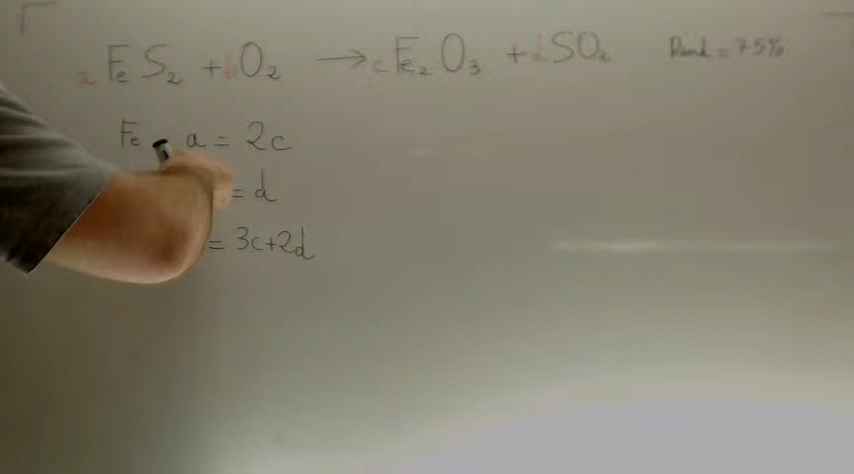 a FeS₂ + b O₂ → c Fe₂O₃ + d SO₂ Rend = 75%
Fe a = 2c
= d
= 3c+2d